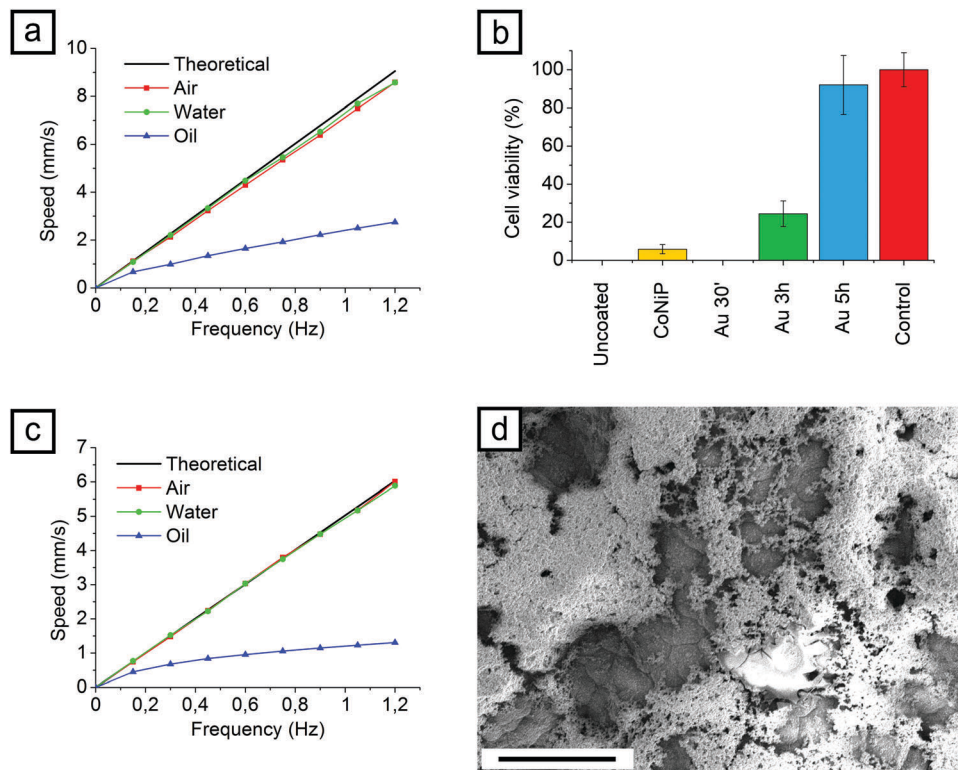 a
10
8
6
4
2
0
Speed (mm/s)
Theoretical
Air
Water
Oil
0
0,2
0,4
0,6
0,8
1
1,2
Frequency (Hz)
b
100
80
60
40
20
0
Cell viability (%)
Uncoated
CoNiP
Au 30'
Au 3h
Au 5h
Control
c
7
6
5
4
3
2
1
0
Speed (mm/s)
Theoretical
Air
Water
Oil
0
0,2
0,4
0,6
0,8
1
1,2
Frequency (Hz)
d